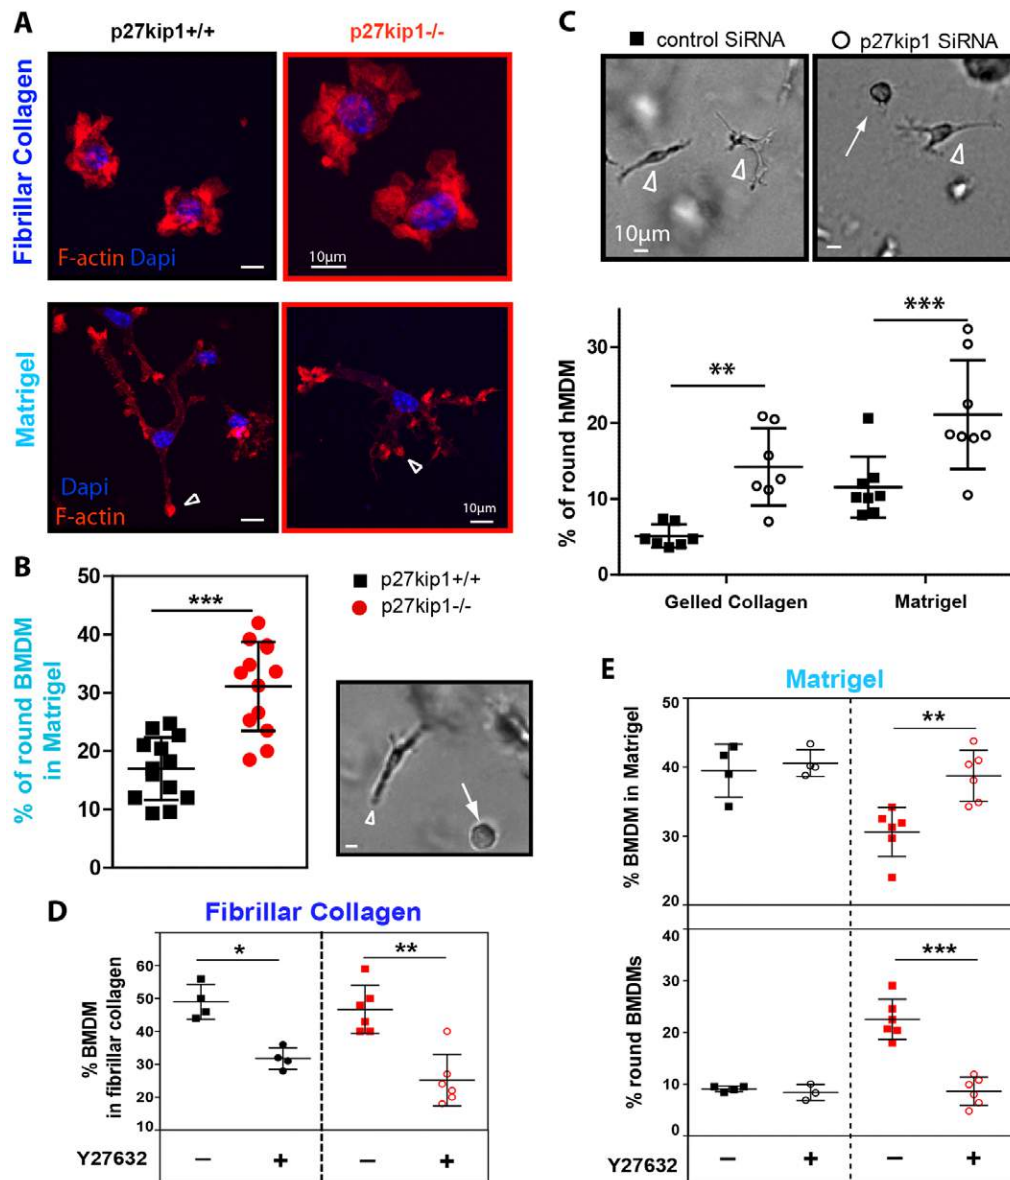 A
p27kip1+/+
p27kip1-/-
Fibrillar Collagen
F-actin Dapi
10µm
Matrigel
Dapi
F-actin
10µm
B
% of round BMDM
in Matrigel
50
40
30
20
10
0
***
p27kip1+/+
p27kip1-/-
C
control SiRNA
p27kip1 SiRNA
10µm
% of round hMDM
30
20
10
0
**
***
Gelled Collagen
Matrigel
D
Fibrillar Collagen
% BMDM
in fibrillar collagen
60
50
40
30
20
10
*
**
Y27632
− + − +
E
Matrigel
% BMDM in Matrigel
50
40
30
20
**
% round BMDMs
40
30
20
10
0
***
Y27632
− + − +